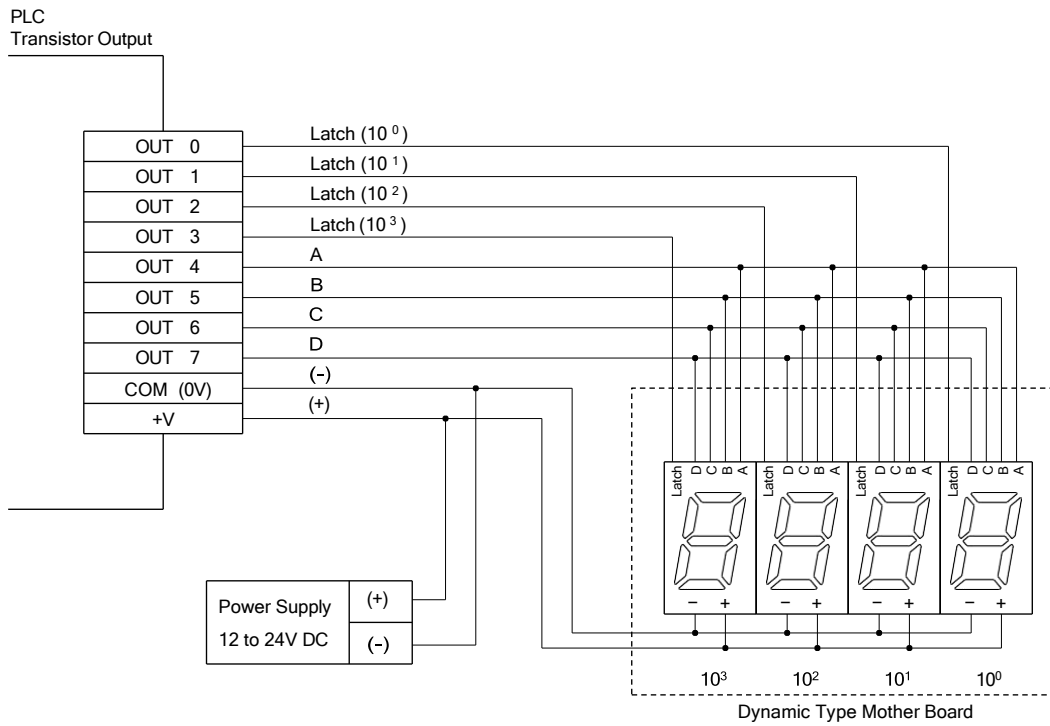 PLC
Transistor Output
OUT 0
OUT 1
OUT 2
OUT 3
OUT 4
OUT 5
OUT 6
OUT 7
COM (0V)
+V
Latch (10⁰)
Latch (10¹)
Latch (10²)
Latch (10³)
A
B
C
D
(-)
(+)
Power Supply
12 to 24V DC
(+)
(-)
Latch D C B A
Latch D C B A
Latch D C B A
Latch D C B A
− +
− +
− +
− +
10³ 10² 10¹ 10⁰
Dynamic Type Mother Board